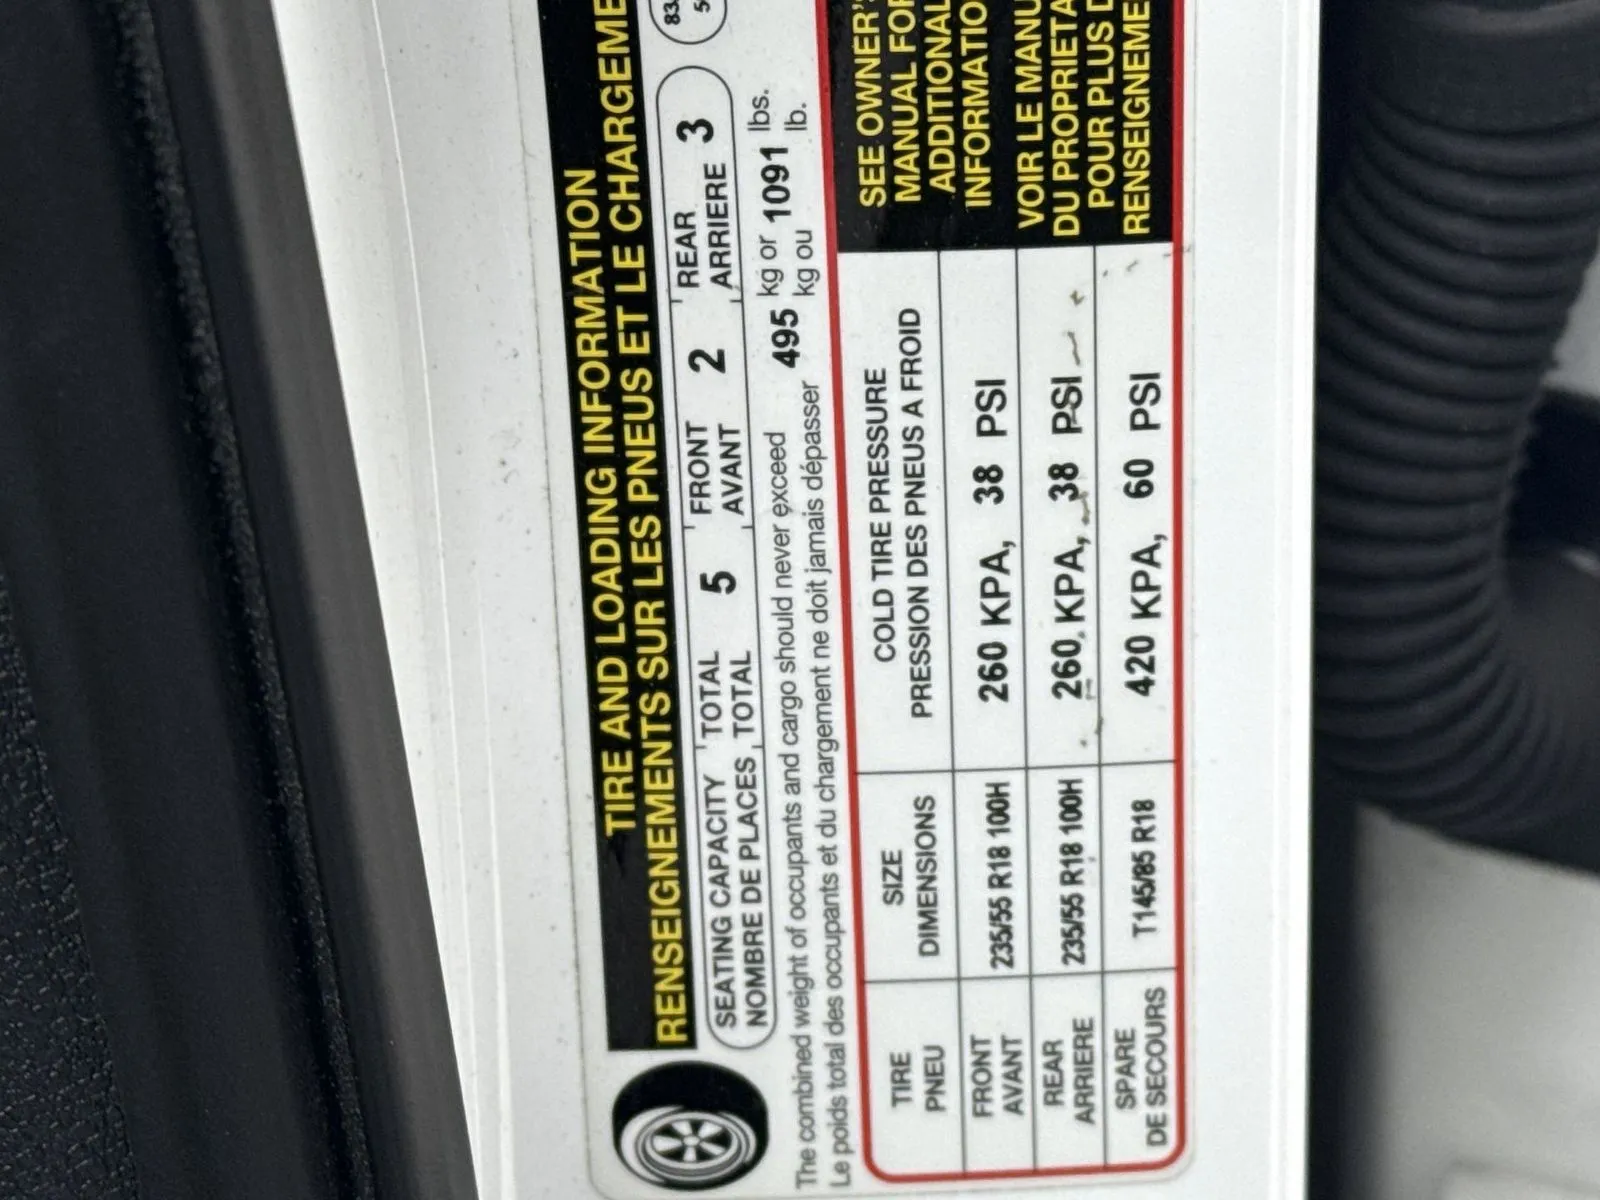 TIRE AND LOADING INFORMATION
RENSEIGNEMENTS SUR LES PNEUS ET LE CHARGEME
SEATING CAPACITY TOTAL 5 FRONT 2 REAR 3
NOMBRE DE PLACES TOTAL AVANT ARRIERE
The combined weight of occupants and cargo should never exceed 495 kg or 1091 lbs.
Le poids total des occupants et du chargement ne doit jamais dépasser kg ou lb.
TIRE SIZE COLD TIRE PRESSURE
PNEU DIMENSIONS PRESSION DES PNEUS A FROID
FRONT 235/55 R18 100H 260 KPA, 38 PSI
AVANT
REAR 235/55 R18 100H 260 KPA, 38 PSI
ARRIERE
SPARE T145/85 R18 420 KPA, 60 PSI
DE SECOURS
SEE OWNER'S
MANUAL FOR
ADDITIONAL
INFORMATIO
VOIR LE MANU
DU PROPRIETA
POUR PLUS D
RENSEIGNEME